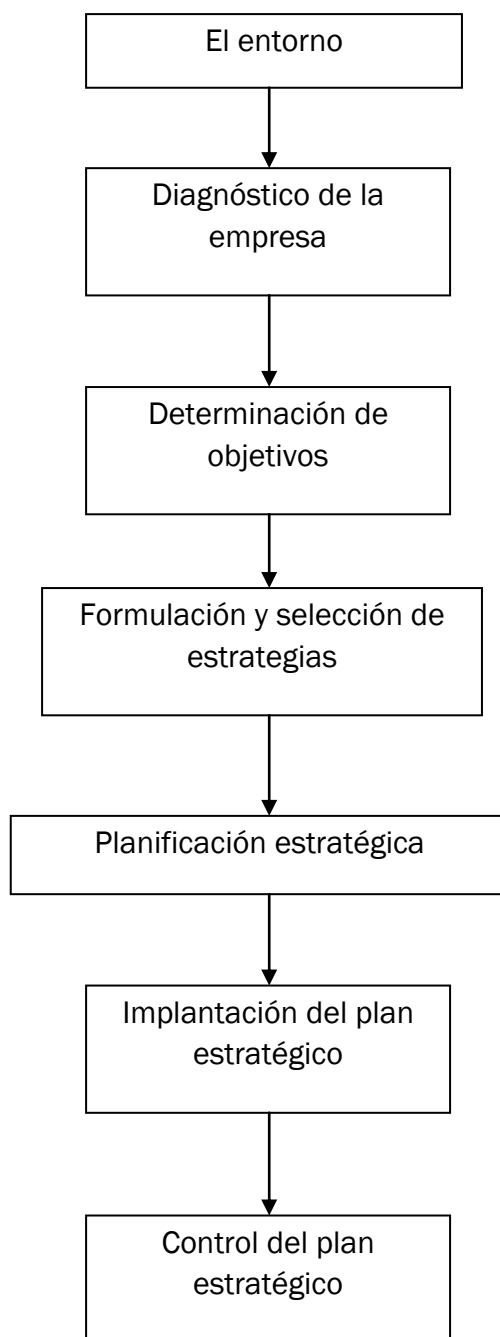 El entorno
Diagnóstico de la
empresa
Determinación de
objetivos
Formulación y selección de
estrategias
Planificación estratégica
Implantación del plan
estratégico
Control del plan
estratégico